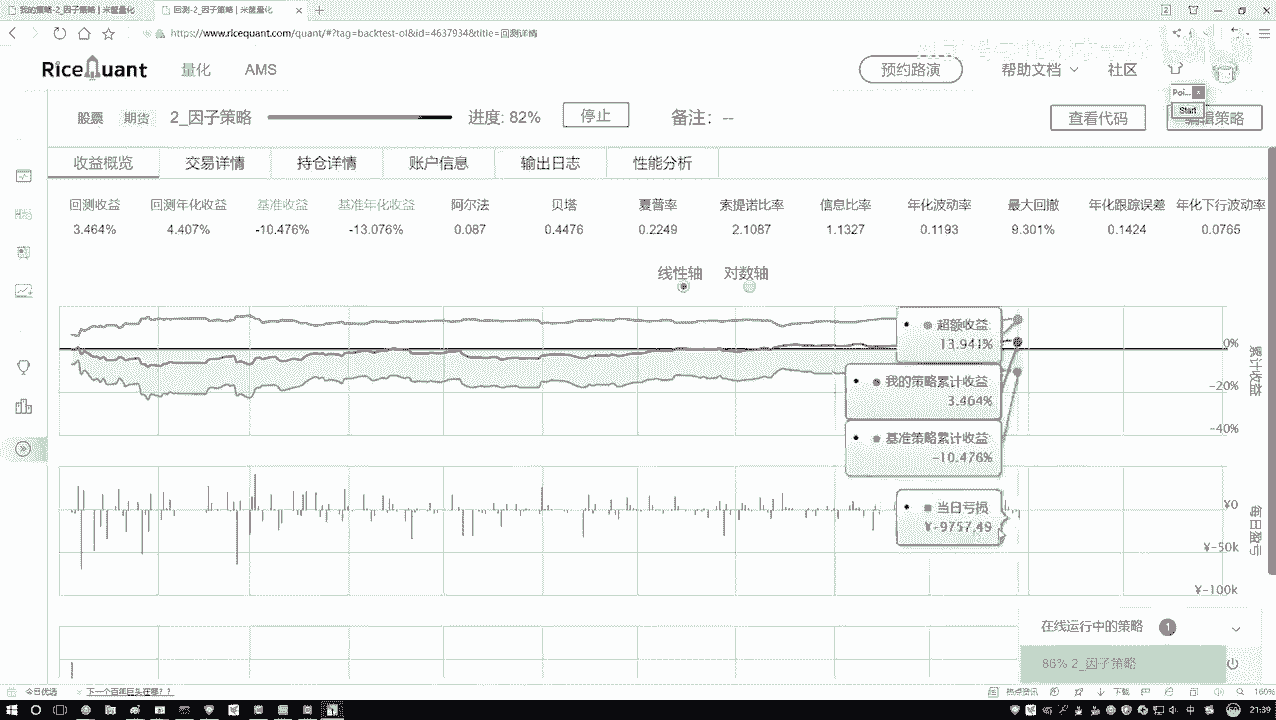 我的策略-2_因子策略 | 米筐量化
回测-2_因子策略 | 米筐量化
https://www.ricequant.com/quant/#?tag=backtest-ol&id=4637934&title=回测详情
RiceQuant 量化 AMS 预约路演 帮助文档 社区
Poi...
Start
股票 期货 2_因子策略 进度: 82% 停止 备注: -- 查看代码 编辑策略
收益概览 交易详情 持仓详情 账户信息 输出日志 性能分析
回测收益 回测年化收益 基准收益 基准年化收益 阿尔法 贝塔 夏普率 索提诺比率 信息比率 年化波动率 最大回撤 年化跟踪误差 年化下行波动率
3.464% 4.407% -10.476% -13.076% 0.087 0.4476 0.2249 2.1087 1.1327 0.1193 9.301% 0.1424 0.0765
线性轴 对数轴
超额收益
13.941%
我的策略累计收益
3.464%
基准策略累计收益
-10.476%
0%
-20%
-40%
累计收益
当日亏损
¥-9757.49
¥0
¥-50k
¥-100k
每日盈亏
在线运行中的策略 1
86% 2_因子策略
今日优选 下一个百年巨头在哪？？ 热点资讯 下载 160%
中 21:39